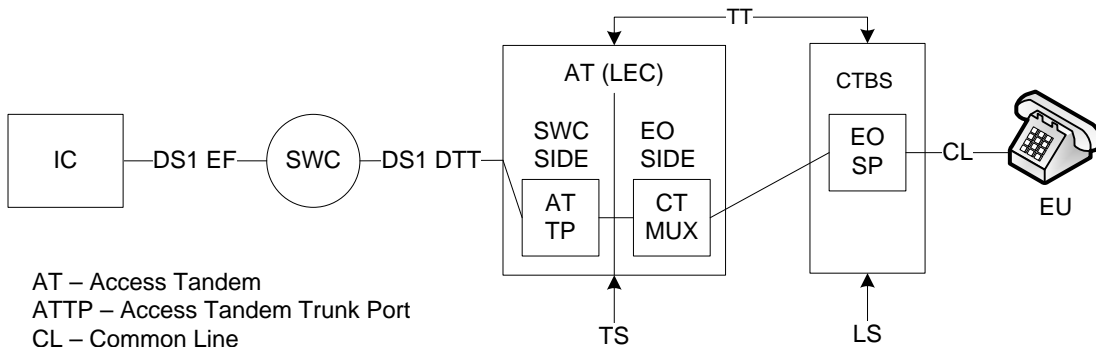 TT
AT (LEC)
CTBS
SWC
SIDE
EO
SIDE
IC
DS1 EF
SWC
DS1 DTT
AT
TP
CT
MUX
EO
SP
CL
EU
TS
LS
AT – Access Tandem
ATTP – Access Tandem Trunk Port
CL – Common Line